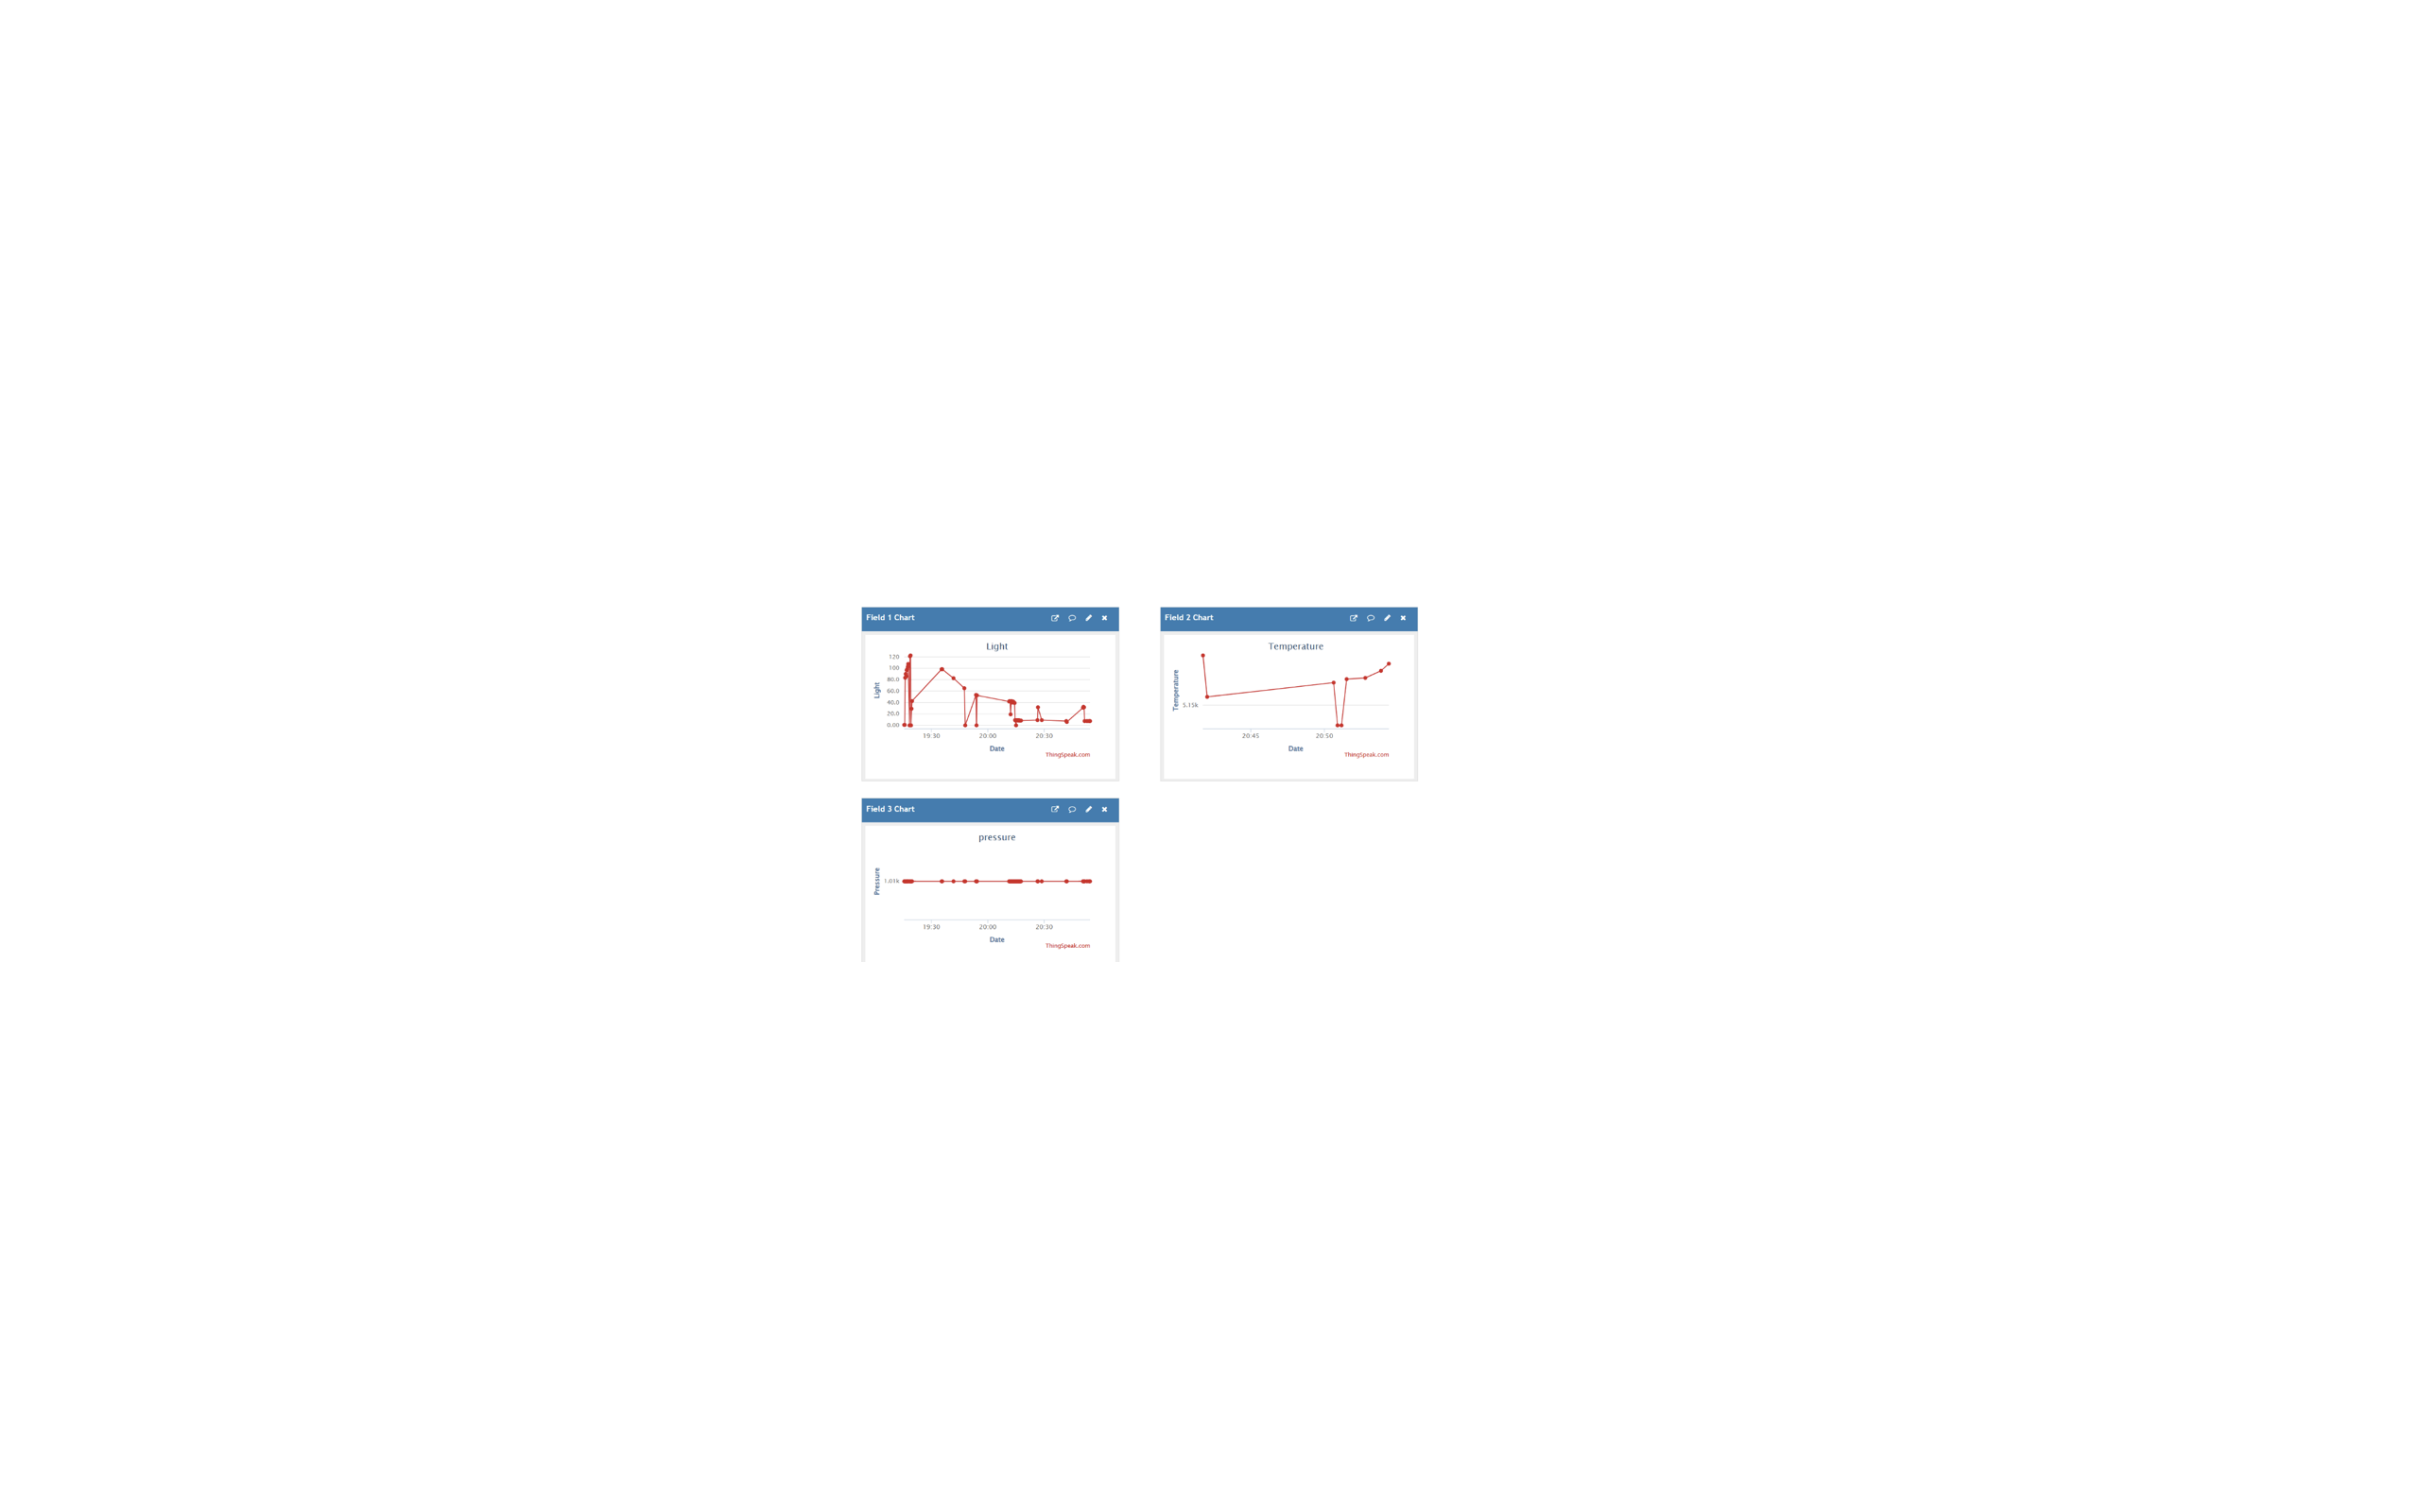 Field 1 Chart
Light
Light
120
100
80.0
60.0
40.0
20.0
0.00
19:30
20:00
20:30
Date
ThingSpeak.com
Field 2 Chart
Temperature
Temperature
5.15k
20:45
20:50
Date
ThingSpeak.com
Field 3 Chart
pressure
Pressure
1.01k
19:30
20:00
20:30
Date
ThingSpeak.com